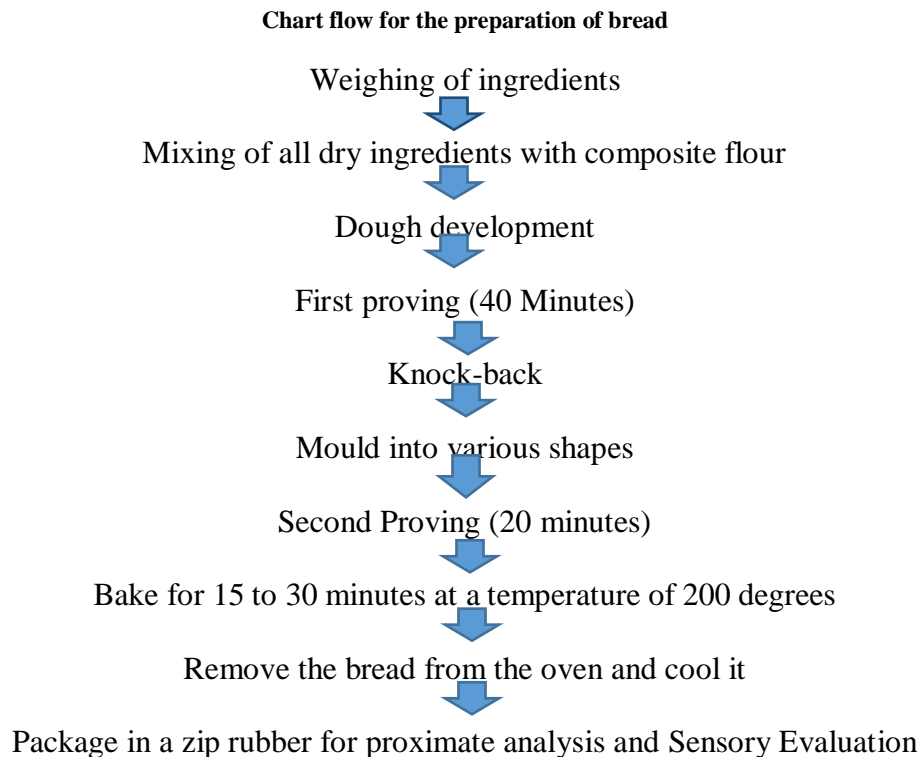 Chart flow for the preparation of bread
Weighing of ingredients
Mixing of all dry ingredients with composite flour
Dough development
First proving (40 Minutes)
Knock-back
Mould into various shapes
Second Proving (20 minutes)
Bake for 15 to 30 minutes at a temperature of 200 degrees
Remove the bread from the oven and cool it
Package in a zip rubber for proximate analysis and Sensory Evaluation